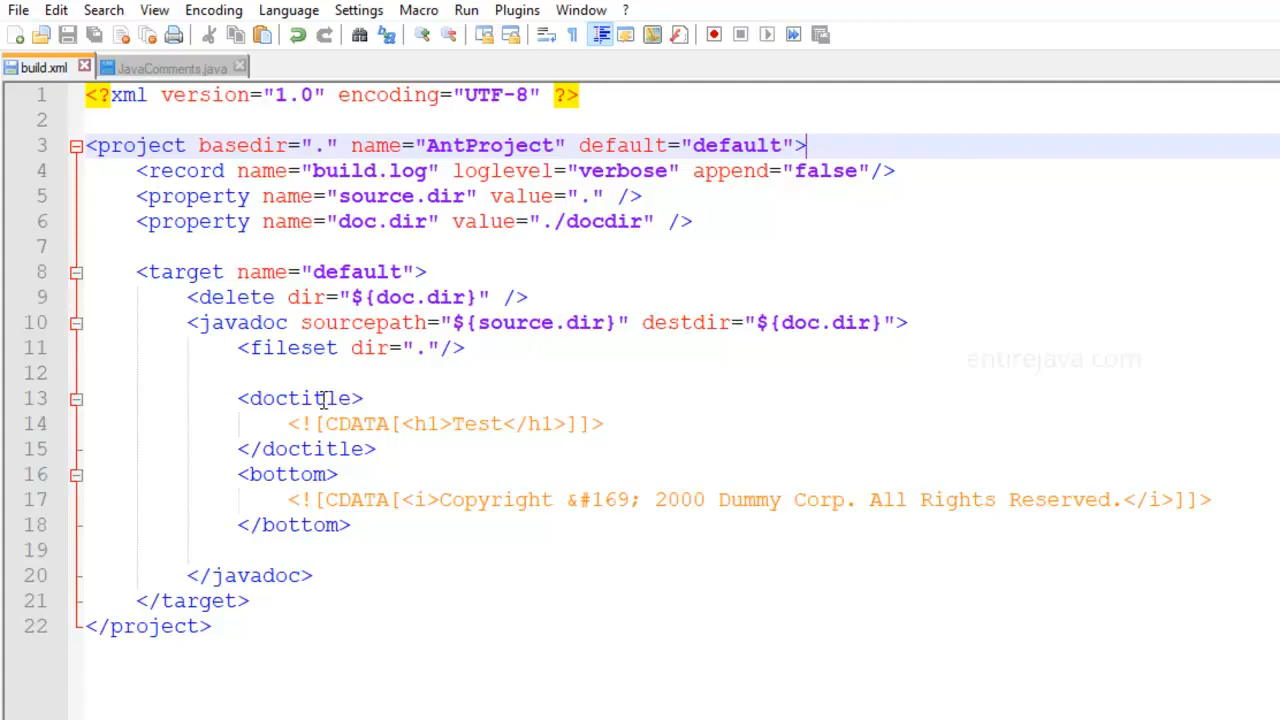 File Edit Search View Encoding Language Settings Macro Run Plugins Window ?
build.xml JavaComments.java
1 <?xml version="1.0" encoding="UTF-8" ?>
2
3 <project basedir="." name="AntProject" default="default">
4 <record name="build.log" loglevel="verbose" append="false"/>
5 <property name="source.dir" value="." />
6 <property name="doc.dir" value="./docdir" />
7
8 <target name="default">
9 <delete dir="${doc.dir}" />
10 <javadoc sourcepath="${source.dir}" destdir="${doc.dir}">
11 <fileset dir="."/>
entirejava.com
12
13 <doctitle>
14 <![CDATA[<h1>Test</h1>]]>
15 </doctitle>
16 <bottom>
17 <![CDATA[<i>Copyright &#169; 2000 Dummy Corp. All Rights Reserved.</i>]]>
18 </bottom>
19
20 </javadoc>
21 </target>
22 </project>